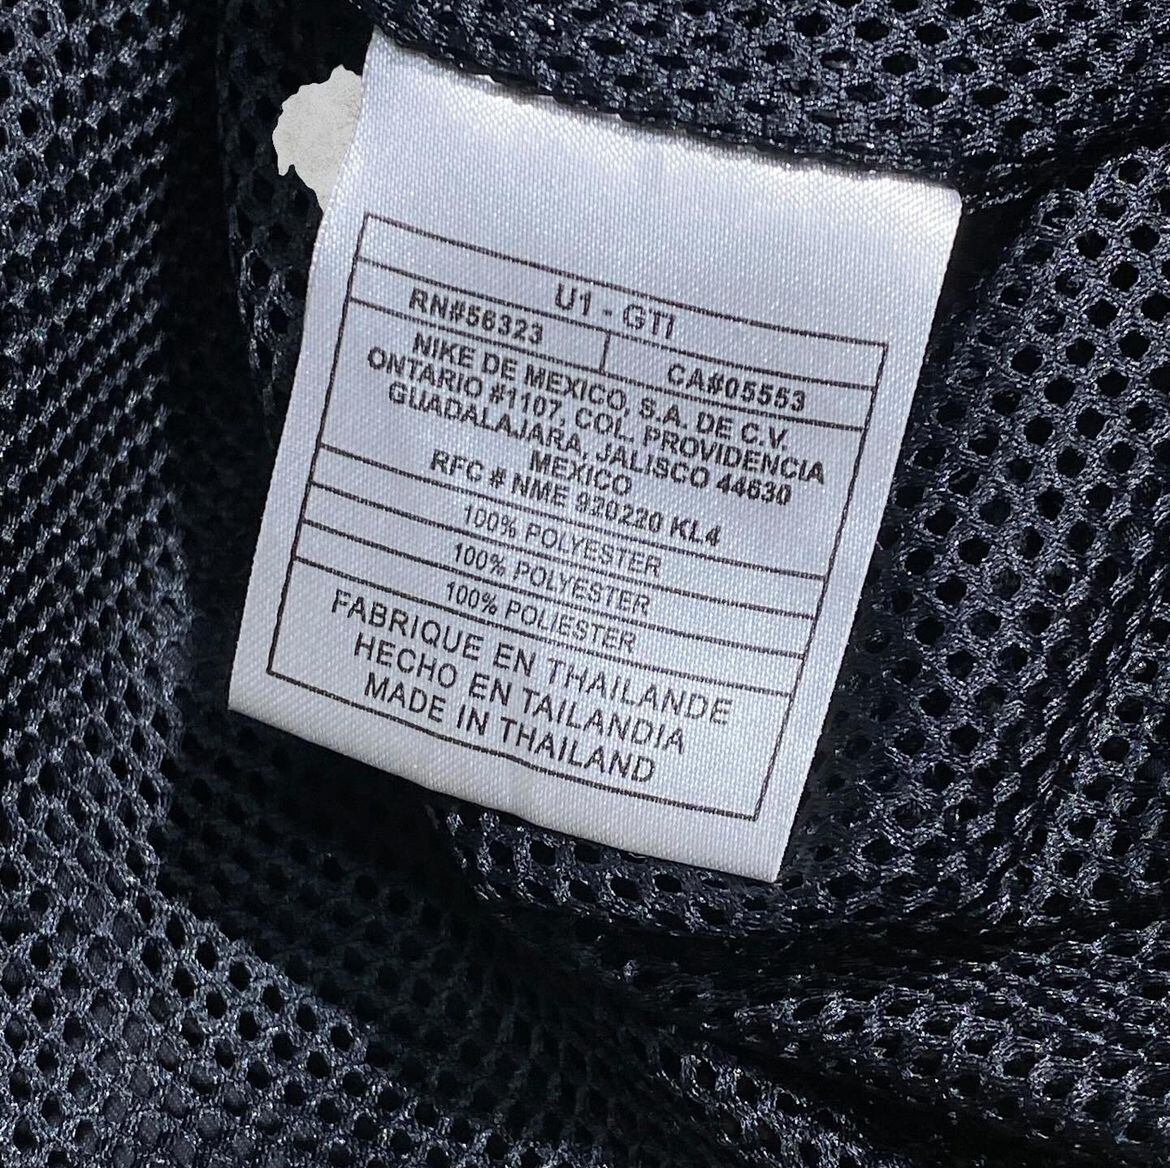 U1 - GTI
RN#56323 CA#05553
NIKE DE MEXICO, S.A. DE C.V.
ONTARIO #1107, COL. PROVIDENCIA
GUADALAJARA, JALISCO 44630
MEXICO
RFC # NME 920220 KL4
100% POLYESTER
100% POLYESTER
100% POLIESTER
FABRIQUE EN THAILANDE
HECHO EN TAILANDIA
MADE IN THAILAND